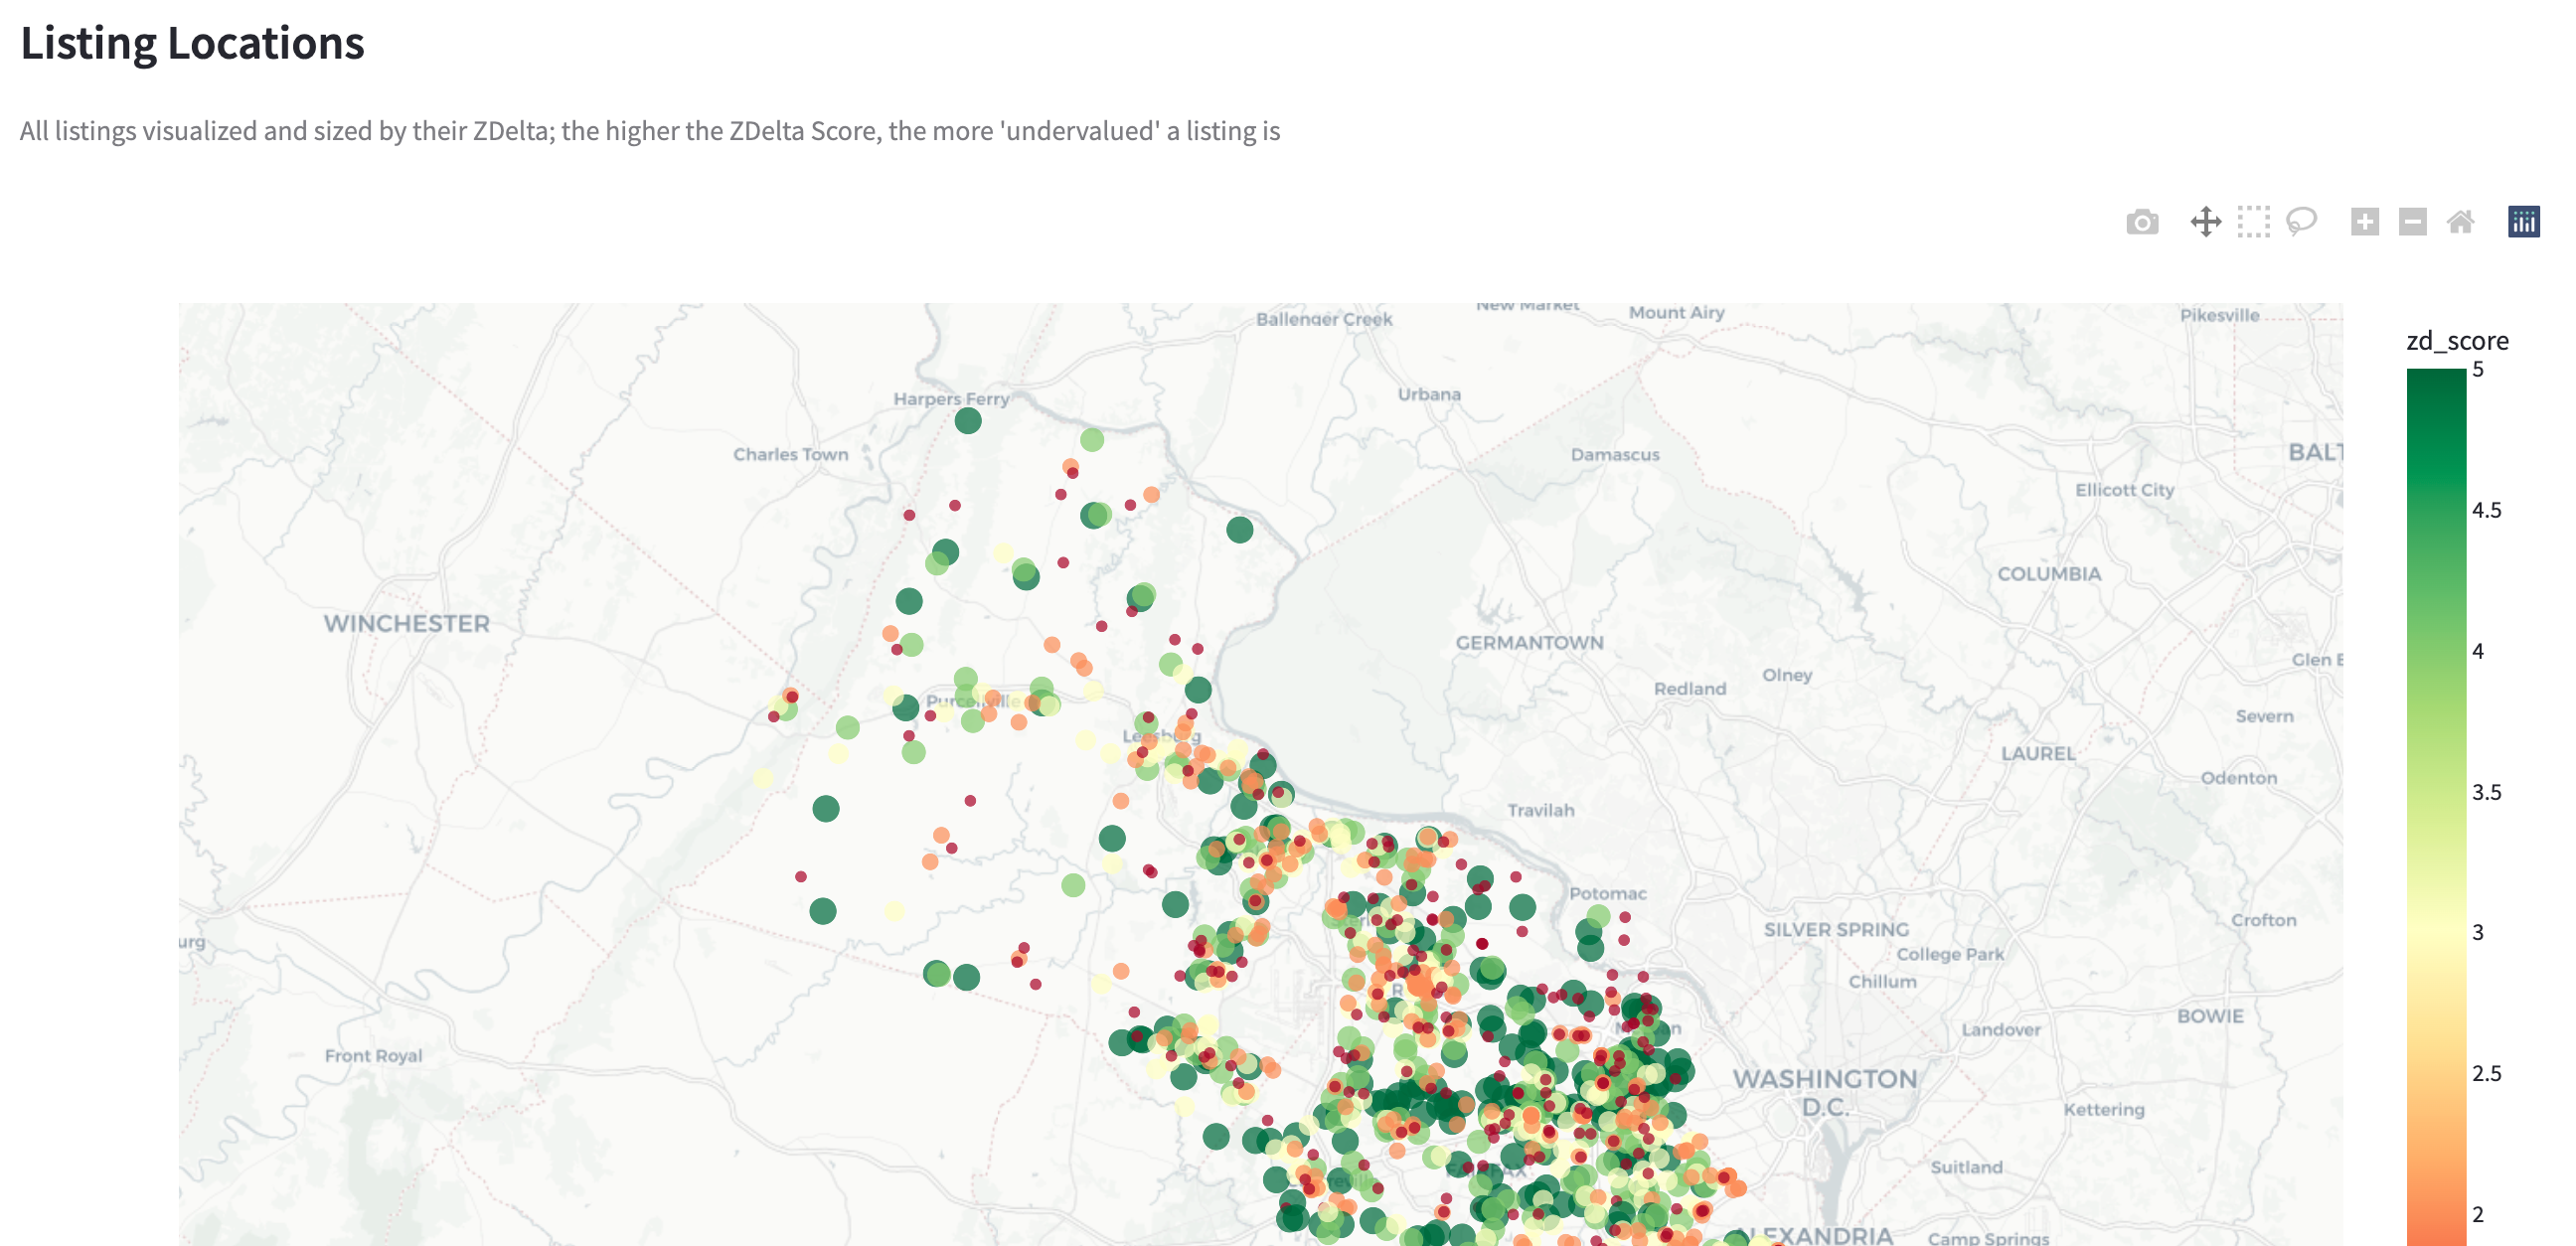 Listing Locations
All listings visualized and sized by their ZDelta; the higher the ZDelta Score, the more 'undervalued' a listing is
New Market
Mount Airy
Pikesville
Ballenger Creek
zd_score
5
Urbana
Harpers Ferry
Charles Town
Damascus
BALT
Ellicott City
4.5
COLUMBIA
WINCHESTER
GERMANTOWN
4
Glen E
Olney
Redland
Purcellville
Severn
Leesburg
LAUREL
Odenton
3.5
Travilah
Potomac
Crofton
SILVER SPRING
3
urg
College Park
Chillum
R
BOWIE
Landover
Front Royal
2.5
WASHINGTON
D.C.
Kettering
Suitland
FAIRFAX
2
ALEXANDRIA
Camp Springs